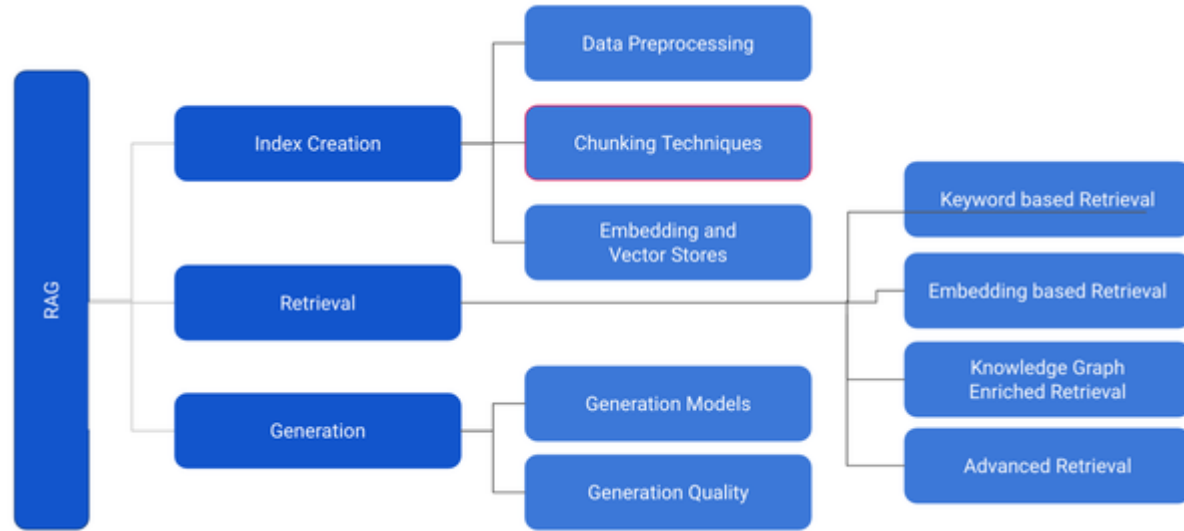 RAG
Index Creation
Data Preprocessing
Chunking Techniques
Embedding and
Vector Stores
Retrieval
Keyword based Retrieval
Embedding based Retrieval
Knowledge Graph
Enriched Retrieval
Advanced Retrieval
Generation
Generation Models
Generation Quality